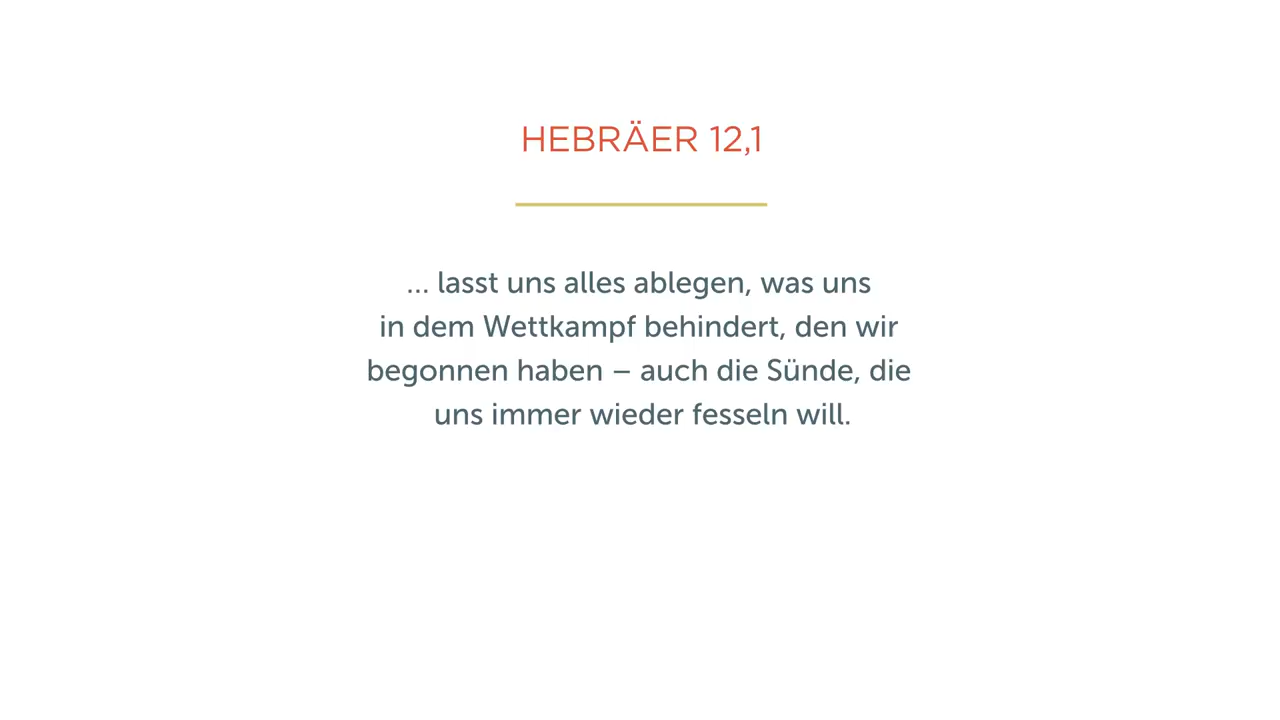 HEBRÄER 12,1
... lasst uns alles ablegen, was uns
in dem Wettkampf behindert, den wir
begonnen haben – auch die Sünde, die
uns immer wieder fesseln will.